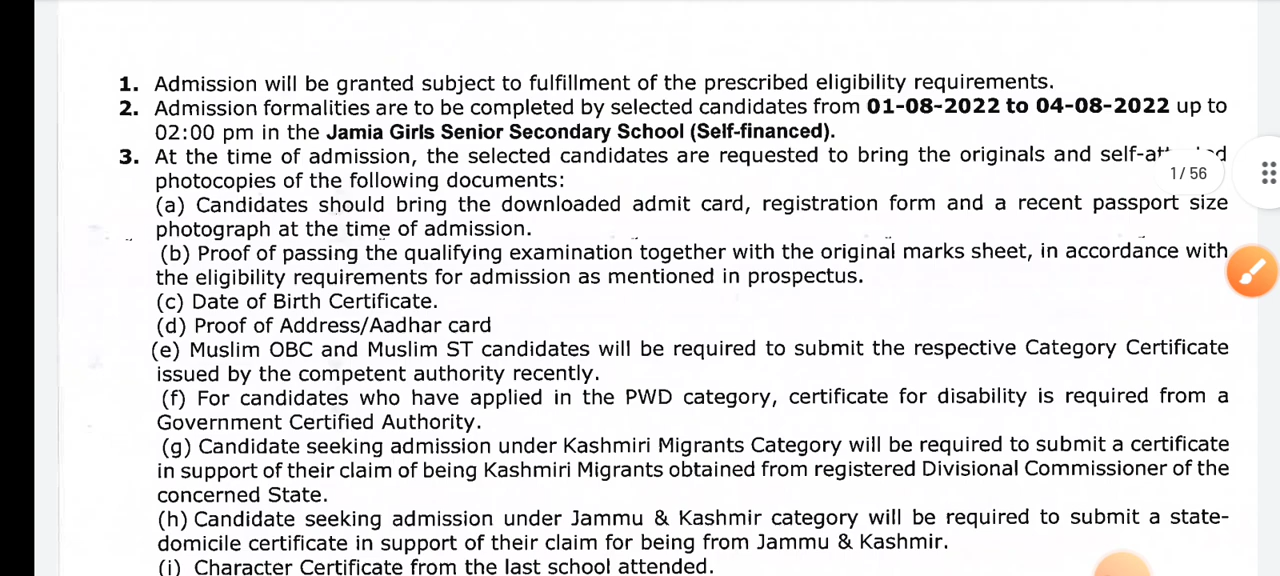 1. Admission will be granted subject to fulfillment of the prescribed eligibility requirements.
2. Admission formalities are to be completed by selected candidates from 01-08-2022 to 04-08-2022 up to
02:00 pm in the Jamia Girls Senior Secondary School (Self-financed).
3. At the time of admission, the selected candidates are requested to bring the originals and
1/56
photocopies of the following documents:
(a) Candidates should bring the downloaded admit card, registration form and a recent passport size
photograph at the time of admission.
(b) Proof of passing the qualifying examination together with the original marks sheet, in accordance with
the eligibility requirements for admission as mentioned in prospectus.
(c) Date of Birth Certificate.
(d) Proof of Address/Aadhar card
(e) Muslim OBC and Muslim ST candidates will be required to submit the respective Category Certificate
issued by the competent authority recently.
(f) For candidates who have applied in the PWD category, certificate for disability is required from a
Government Certified Authority.
(g) Candidate seeking admission under Kashmiri Migrants Category will be required to submit a certificate
in support of their claim of being Kashmiri Migrants obtained from registered Divisional Commissioner of the
concerned State.
(h) Candidate seeking admission under Jammu & Kashmir category will be required to submit a state-
domicile certificate in support of their claim for being from Jammu & Kashmir.
(i) Character Certificate from the last school attended.